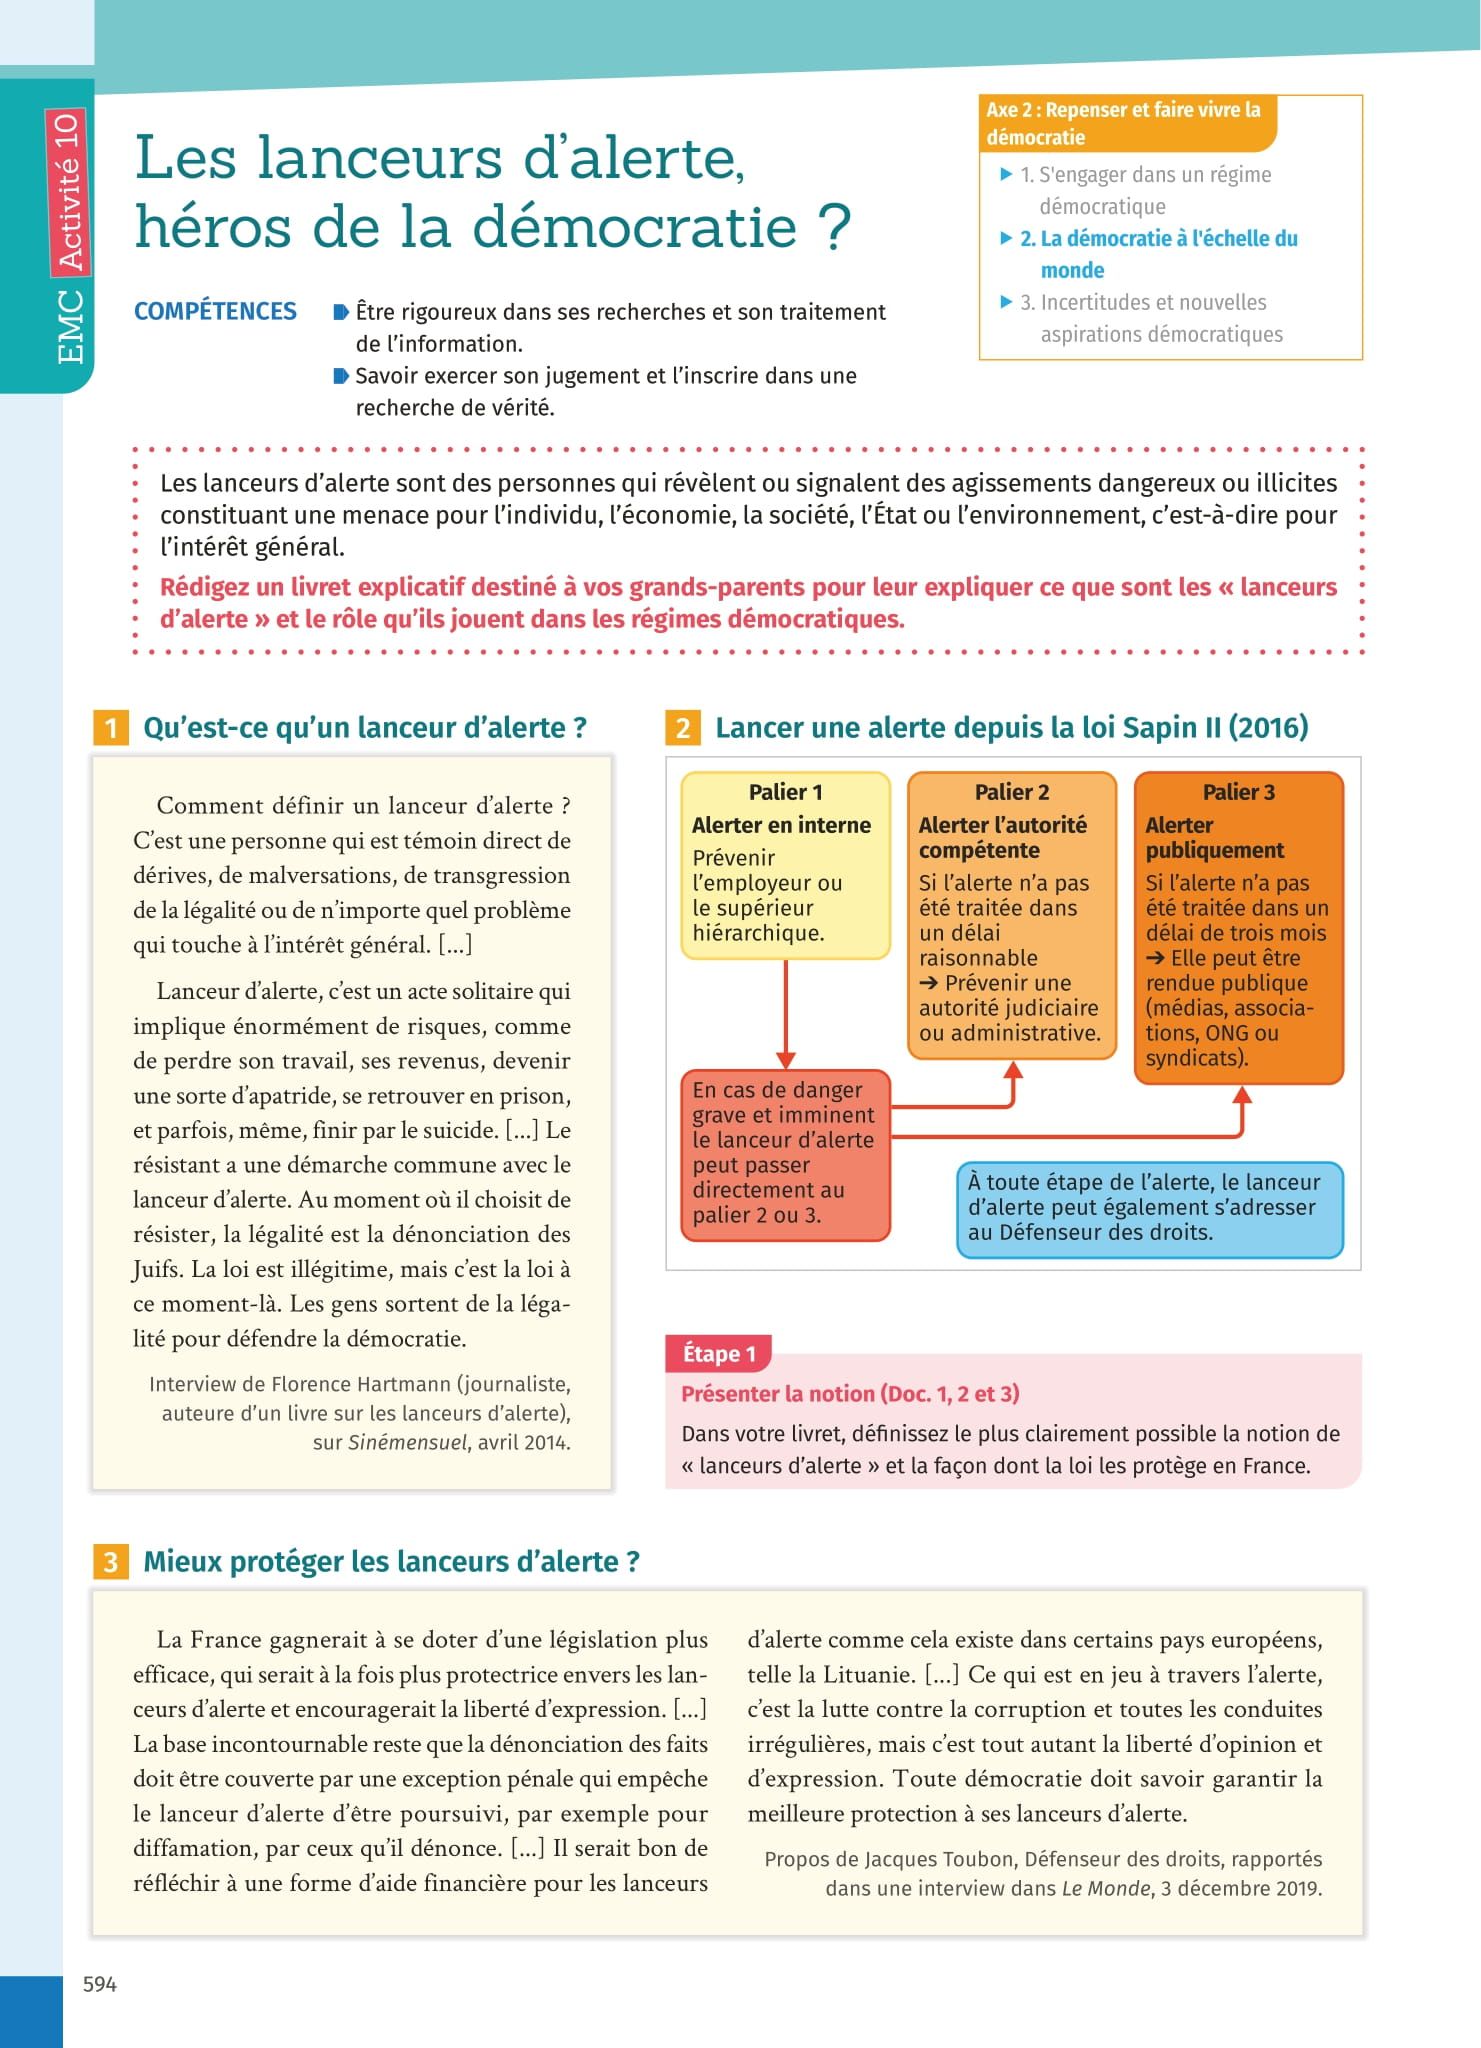 EMC Activité 10
Les lanceurs d’alerte,
héros de la démocratie ?
Axe 2 : Repenser et faire vivre la
démocratie
1. S'engager dans un régime
démocratique
2. La démocratie à l'échelle du
monde
3. Incertitudes et nouvelles
aspirations démocratiques
COMPÉTENCES
Être rigoureux dans ses recherches et son traitement
de l’information.
Savoir exercer son jugement et l’inscrire dans une
recherche de vérité.
Les lanceurs d’alerte sont des personnes qui révèlent ou signalent des agissements dangereux ou illicites
constituant une menace pour l’individu, l’économie, la société, l’État ou l’environnement, c’est-à-dire pour
l’intérêt général.
Rédigez un livret explicatif destiné à vos grands-parents pour leur expliquer ce que sont les « lanceurs
d’alerte » et le rôle qu’ils jouent dans les régimes démocratiques.
1 Qu’est-ce qu’un lanceur d’alerte ?
Comment définir un lanceur d’alerte ?
C’est une personne qui est témoin direct de
dérives, de malversations, de transgression
de la légalité ou de n’importe quel problème
qui touche à l’intérêt général. [...]
Lanceur d’alerte, c’est un acte solitaire qui
implique énormément de risques, comme
de perdre son travail, ses revenus, devenir
une sorte d’apatride, se retrouver en prison,
et parfois, même, finir par le suicide. [...] Le
résistant a une démarche commune avec le
lanceur d’alerte. Au moment où il choisit de
résister, la légalité est la dénonciation des
Juifs. La loi est illégitime, mais c’est la loi à
ce moment-là. Les gens sortent de la léga-
lité pour défendre la démocratie.
Interview de Florence Hartmann (journaliste,
auteure d’un livre sur les lanceurs d’alerte),
sur Sinémensuel, avril 2014.
2 Lancer une alerte depuis la loi Sapin II (2016)
Palier 1
Alerter en interne
Prévenir
l’employeur ou
le supérieur
hiérarchique.
Palier 2
Alerter l’autorité
compétente
Si l’alerte n’a pas
été traitée dans
un délai
raisonnable
➔ Prévenir une
autorité judiciaire
ou administrative.
Palier 3
Alerter
publiquement
Si l’alerte n’a pas
été traitée dans un
délai de trois mois
➔ Elle peut être
rendue publique
(médias, associa-
tions, ONG ou
syndicats).
En cas de danger
grave et imminent
le lanceur d’alerte
peut passer
directement au
palier 2 ou 3.
À toute étape de l’alerte, le lanceur
d’alerte peut également s’adresser
au Défenseur des droits.
Étape 1
Présenter la notion (Doc. 1, 2 et 3)
Dans votre livret, définissez le plus clairement possible la notion de
« lanceurs d’alerte » et la façon dont la loi les protège en France.
3 Mieux protéger les lanceurs d’alerte ?
La France gagnerait à se doter d’une législation plus
efficace, qui serait à la fois plus protectrice envers les lan-
ceurs d’alerte et encouragerait la liberté d’expression. [...]
La base incontournable reste que la dénonciation des faits
doit être couverte par une exception pénale qui empêche
le lanceur d’alerte d’être poursuivi, par exemple pour
diffamation, par ceux qu’il dénonce. [...] Il serait bon de
réfléchir à une forme d’aide financière pour les lanceurs
d’alerte comme cela existe dans certains pays européens,
telle la Lituanie. [...] Ce qui est en jeu à travers l’alerte,
c’est la lutte contre la corruption et toutes les conduites
irrégulières, mais c’est tout autant la liberté d’opinion et
d’expression. Toute démocratie doit savoir garantir la
meilleure protection à ses lanceurs d’alerte.
Propos de Jacques Toubon, Défenseur des droits, rapportés
dans une interview dans Le Monde, 3 décembre 2019.
594